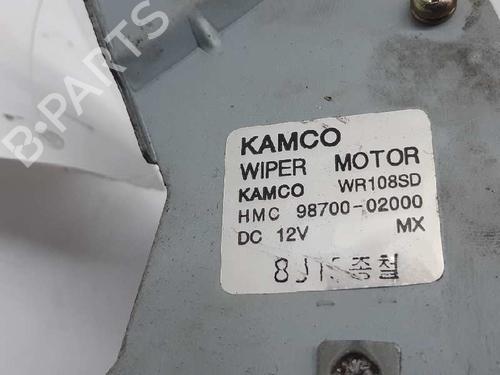 B-PARTS
KAMCO
WIPER MOTOR
KAMCO WR108SD
HMC 98700-02000
DC 12V MX